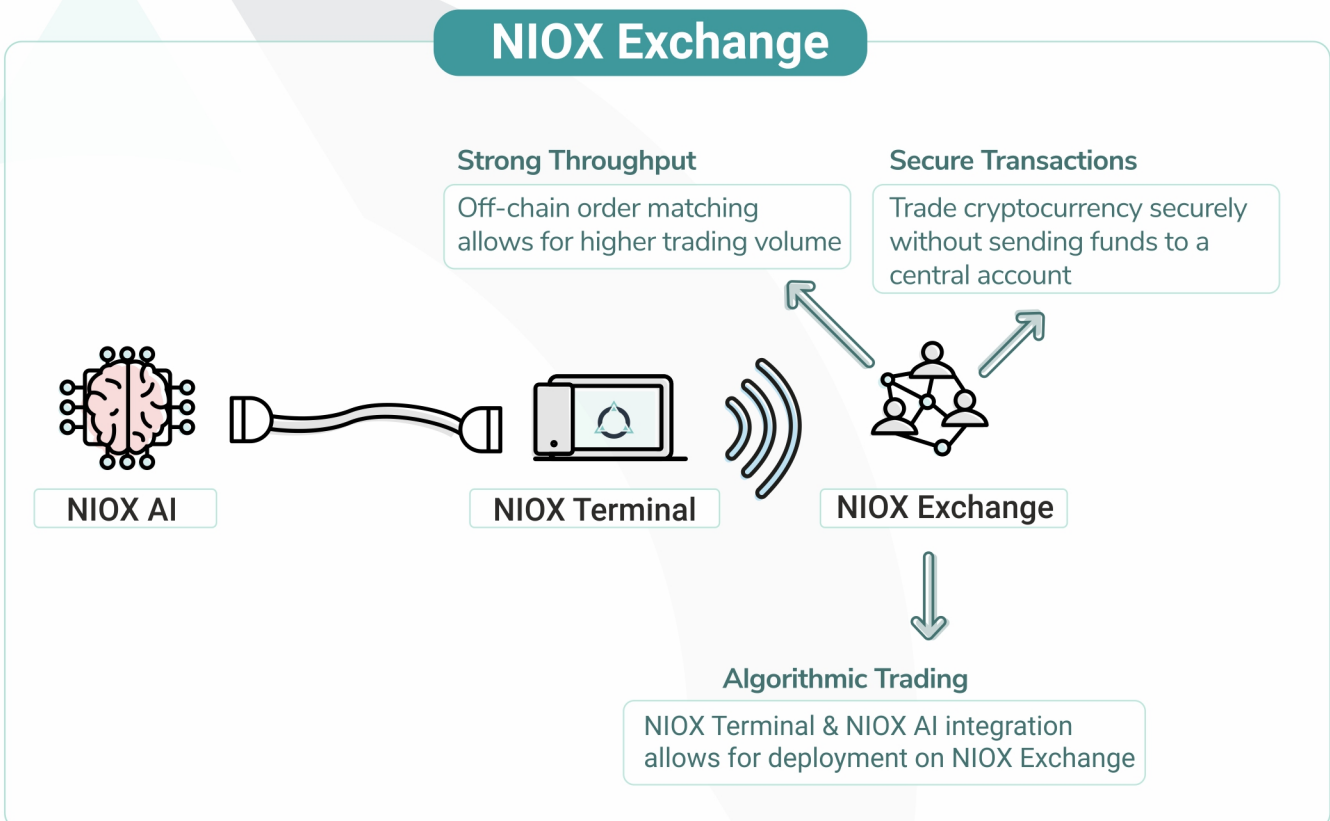 NIOX Exchange
Strong Throughput
Off-chain order matching
allows for higher trading volume
Secure Transactions
Trade cryptocurrency securely
without sending funds to a
central account
NIOX AI
NIOX Terminal
NIOX Exchange
Algorithmic Trading
NIOX Terminal & NIOX AI integration
allows for deployment on NIOX Exchange